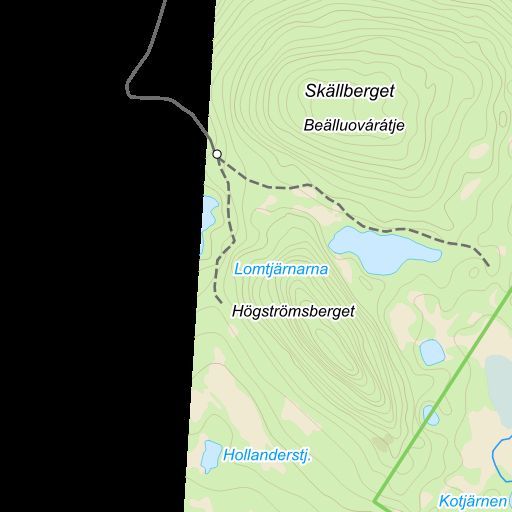 Skällberget
Beälluovárátje
Lomtjärnarna
Högströmsberget
Hollanderstj.
Kotjärnen